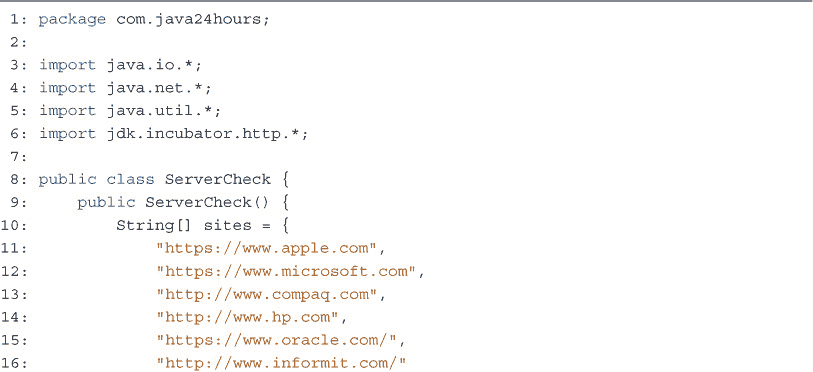 1: package com.java24hours;
2:
3: import java.io.*;
4: import java.net.*;
5: import java.util.*;
6: import jdk.incubator.http.*;
7:
8: public class ServerCheck {
9:     public ServerCheck() {
10:         String[] sites = {
11:             "https://www.apple.com",
12:             "https://www.microsoft.com",
13:             "http://www.compaq.com",
14:             "http://www.hp.com",
15:             "https://www.oracle.com/",
16:             "http://www.informit.com/"